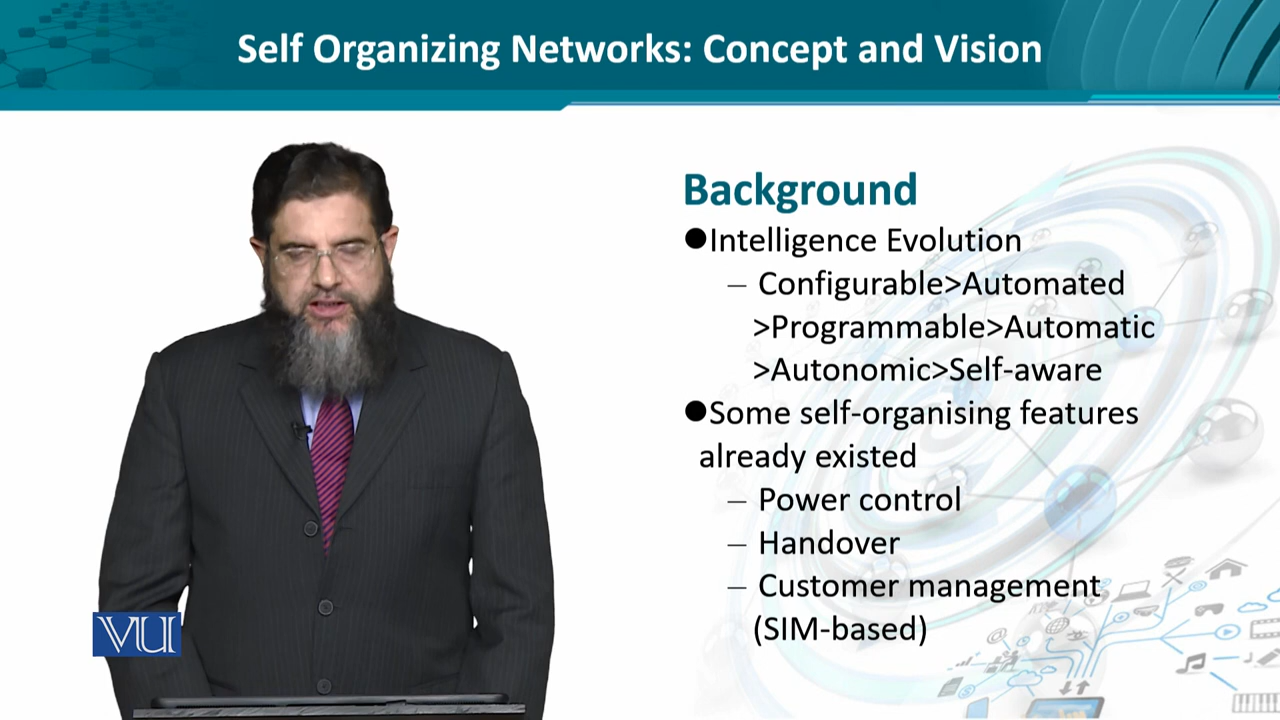 Self Organizing Networks: Concept and Vision
Background
●Intelligence Evolution
– Configurable>Automated
>Programmable>Automatic
>Autonomic>Self-aware
●Some self-organising features
already existed
– Power control
– Handover
– Customer management
(SIM-based)
VU